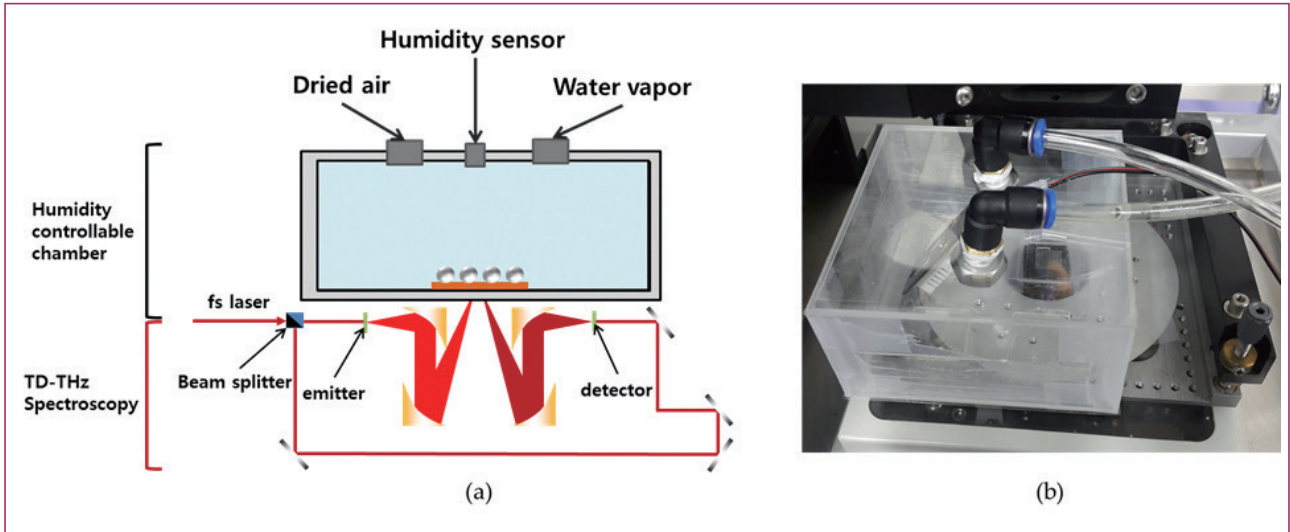 Humidity
sensor
Dried air
Water vapor
Humidity
controllable
chamber
fs laser
TD-THz
Spectroscopy
Beam splitter
emitter
detector
(a)
(b)